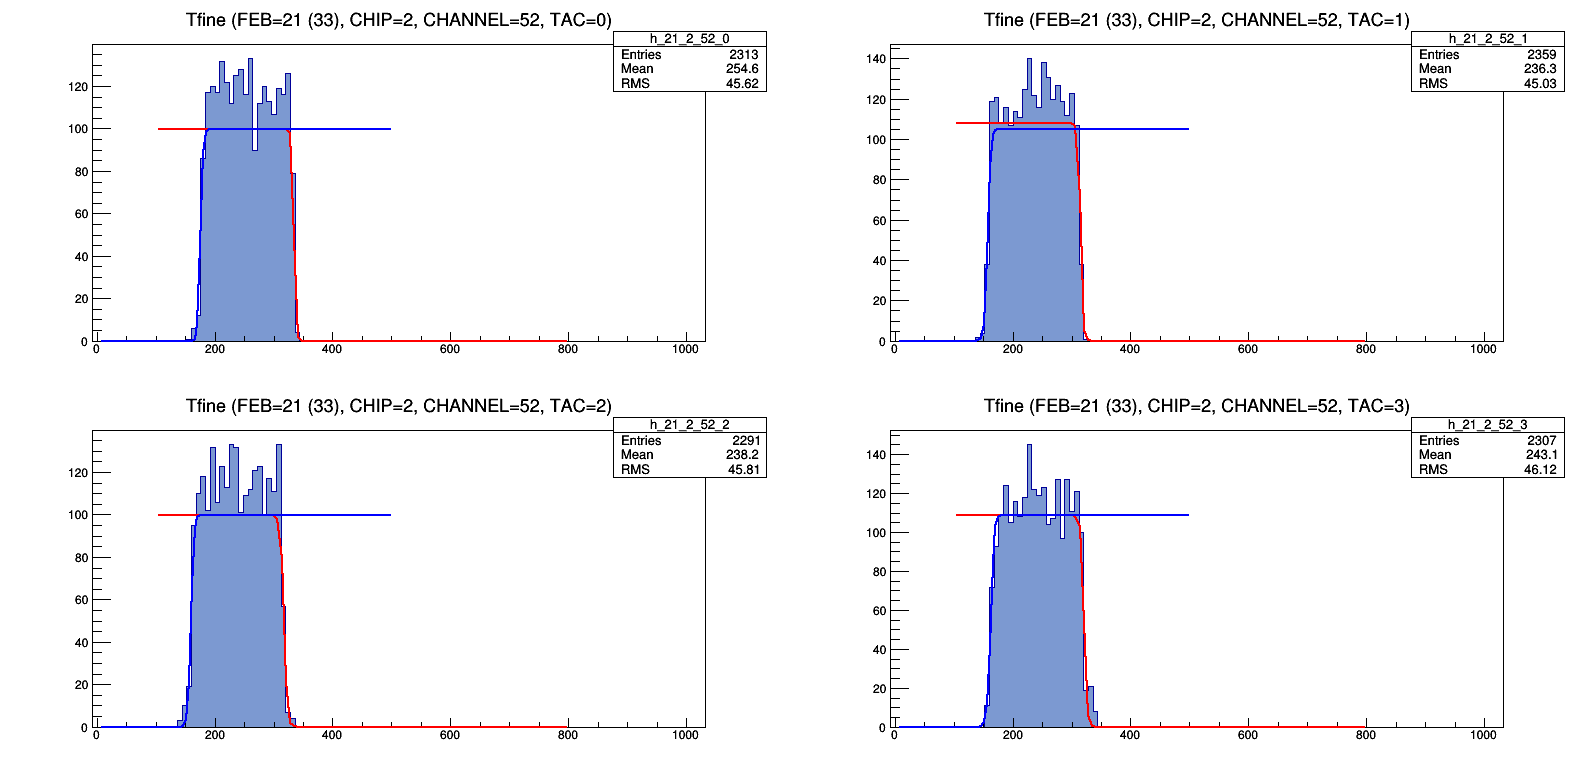 Tfine (FEB=21 (33), CHIP=2, CHANNEL=52, TAC=0)
h_21_2_52_0
Entries 2313
Mean 254.6
RMS 45.62
120
100
80
60
40
20
0
0 200 400 600 800 1000
Tfine (FEB=21 (33), CHIP=2, CHANNEL=52, TAC=1)
h_21_2_52_1
Entries 2359
Mean 236.3
RMS 45.03
140
120
100
80
60
40
20
0
0 200 400 600 800 1000
Tfine (FEB=21 (33), CHIP=2, CHANNEL=52, TAC=2)
h_21_2_52_2
Entries 2291
Mean 238.2
RMS 45.81
120
100
80
60
40
20
0
0 200 400 600 800 1000
Tfine (FEB=21 (33), CHIP=2, CHANNEL=52, TAC=3)
h_21_2_52_3
Entries 2307
Mean 243.1
RMS 46.12
140
120
100
80
60
40
20
0
0 200 400 600 800 1000